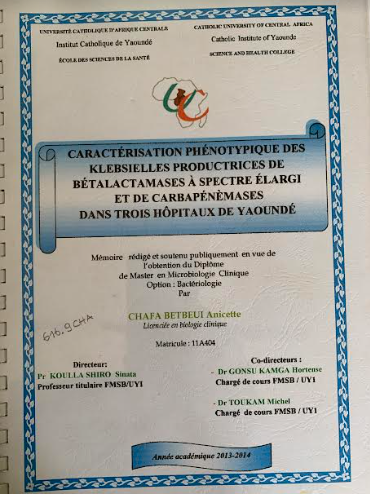 UNIVERSITÉ CATHOLIQUE D'AFRIQUE CENTRALE
CATHOLIC UNIVERSITY OF CENTRAL AFRICA
Institut Catholique de Yaoundé
Catholic Institute of Yaounde
ÉCOLE DES SCIENCES DE LA SANTÉ
SCIENCE AND HEALTH COLLEGE
CARACTÉRISATION PHÉNOTYPIQUE DES
KLEBSIELLES PRODUCTRICES DE
BÉTALACTAMASES À SPECTRE ÉLARGI
ET DE CARBAPÉNÈMASES
DANS TROIS HÔPITAUX DE YAOUNDÉ
Mémoire rédigé et soutenu publiquement en vue de
l'obtention du Diplôme
de Master en Microbiologie Clinique
Option : Bactériologie
Par
CHAFA BETBEUI Anicette
Licenciée en biologie clinique
616.9 CHA
Matricule : 11A404
Directeur:
Pr KOULLA SHIRO Sinata
Professeur titulaire FMSB/UY1
Co-directeurs :
- Dr GONSU KAMGA Hortense
Chargé de cours FMSB / UY1
- Dr TOUKAM Michel
Chargé de cours FMSB / UY1
Année académique 2013-2014